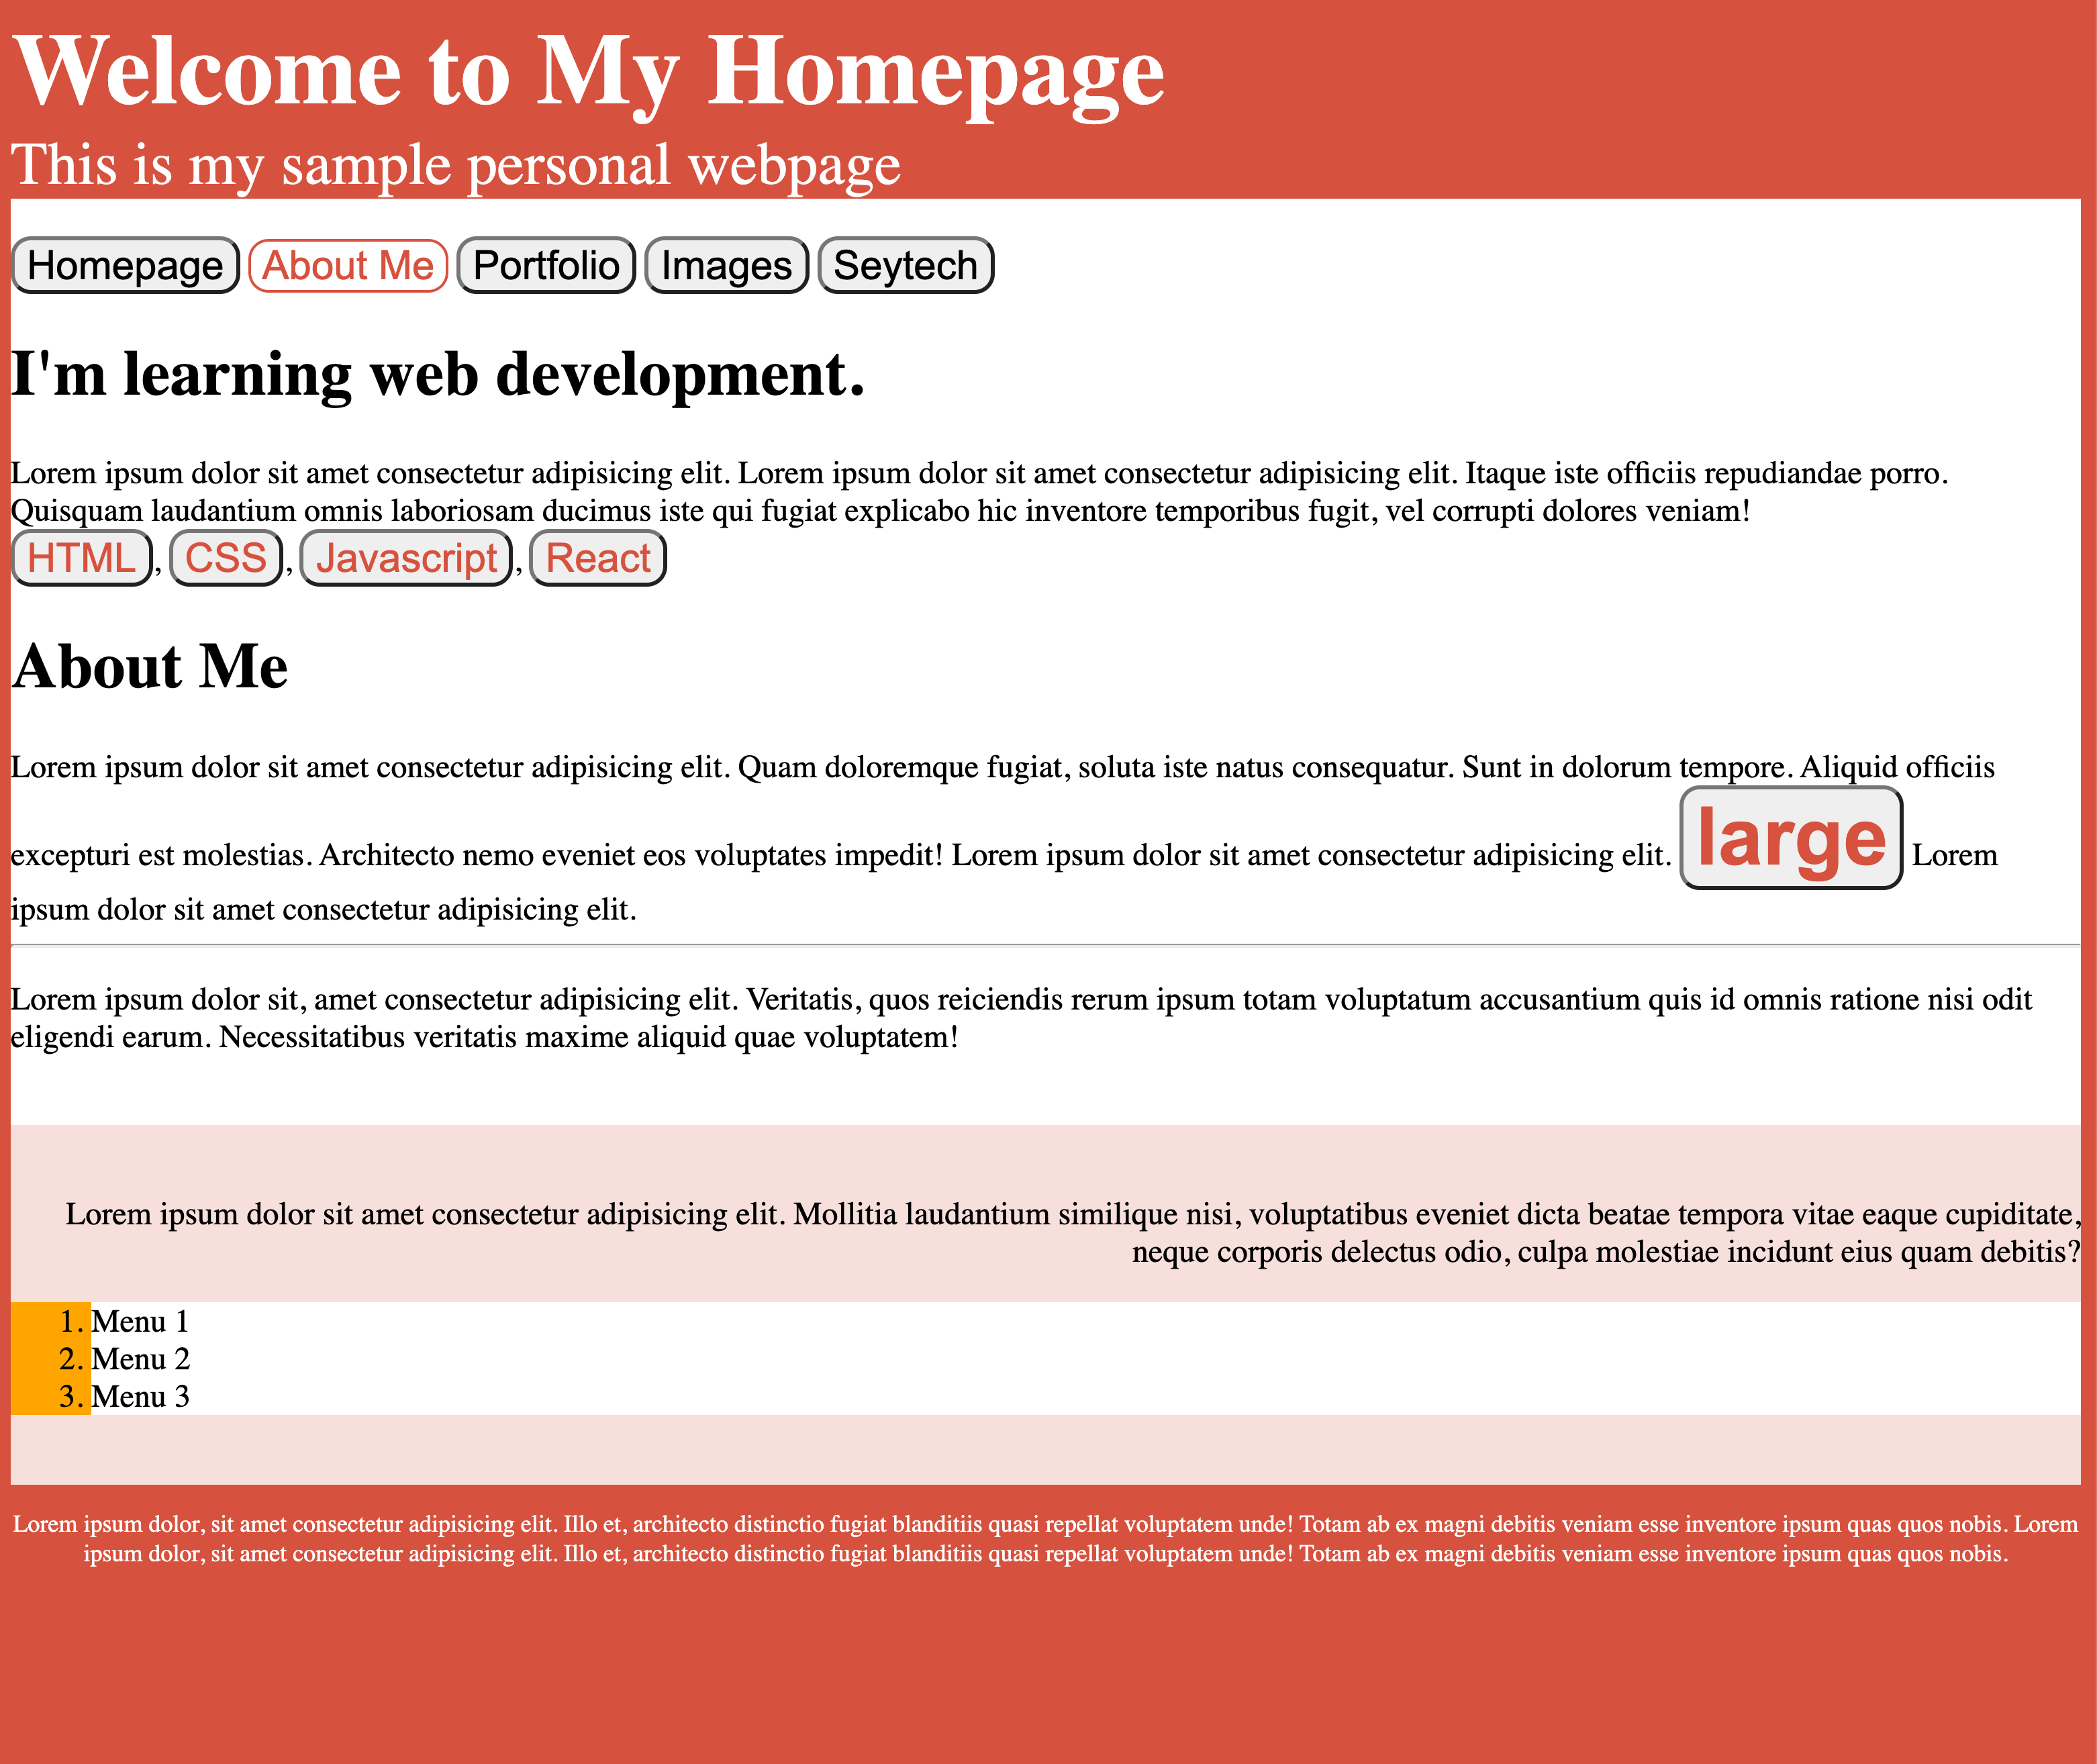 Welcome to My Homepage
This is my sample personal webpage
Homepage About Me Portfolio Images Seytech
I'm learning web development.
Lorem ipsum dolor sit amet consectetur adipisicing elit. Lorem ipsum dolor sit amet consectetur adipisicing elit. Itaque iste officiis repudiandae porro.
Quisquam laudantium omnis laboriosam ducimus iste qui fugiat explicabo hic inventore temporibus fugit, vel corrupti dolores veniam!
HTML, CSS, Javascript, React
About Me
Lorem ipsum dolor sit amet consectetur adipisicing elit. Quam doloremque fugiat, soluta iste natus consequatur. Sunt in dolorum tempore. Aliquid officiis
excepturi est molestias. Architecto nemo eveniet eos voluptates impedit! Lorem ipsum dolor sit amet consectetur adipisicing elit. large Lorem
ipsum dolor sit amet consectetur adipisicing elit.
Lorem ipsum dolor sit, amet consectetur adipisicing elit. Veritatis, quos reiciendis rerum ipsum totam voluptatum accusantium quis id omnis ratione nisi odit
eligendi earum. Necessitatibus veritatis maxime aliquid quae voluptatem!
Lorem ipsum dolor sit amet consectetur adipisicing elit. Mollitia laudantium similique nisi, voluptatibus eveniet dicta beatae tempora vitae eaque cupiditate,
neque corporis delectus odio, culpa molestiae incidunt eius quam debitis?
1. Menu 1
2. Menu 2
3. Menu 3
Lorem ipsum dolor, sit amet consectetur adipisicing elit. Illo et, architecto distinctio fugiat blanditiis quasi repellat voluptatem unde! Totam ab ex magni debitis veniam esse inventore ipsum quas quos nobis. Lorem
ipsum dolor, sit amet consectetur adipisicing elit. Illo et, architecto distinctio fugiat blanditiis quasi repellat voluptatem unde! Totam ab ex magni debitis veniam esse inventore ipsum quas quos nobis.